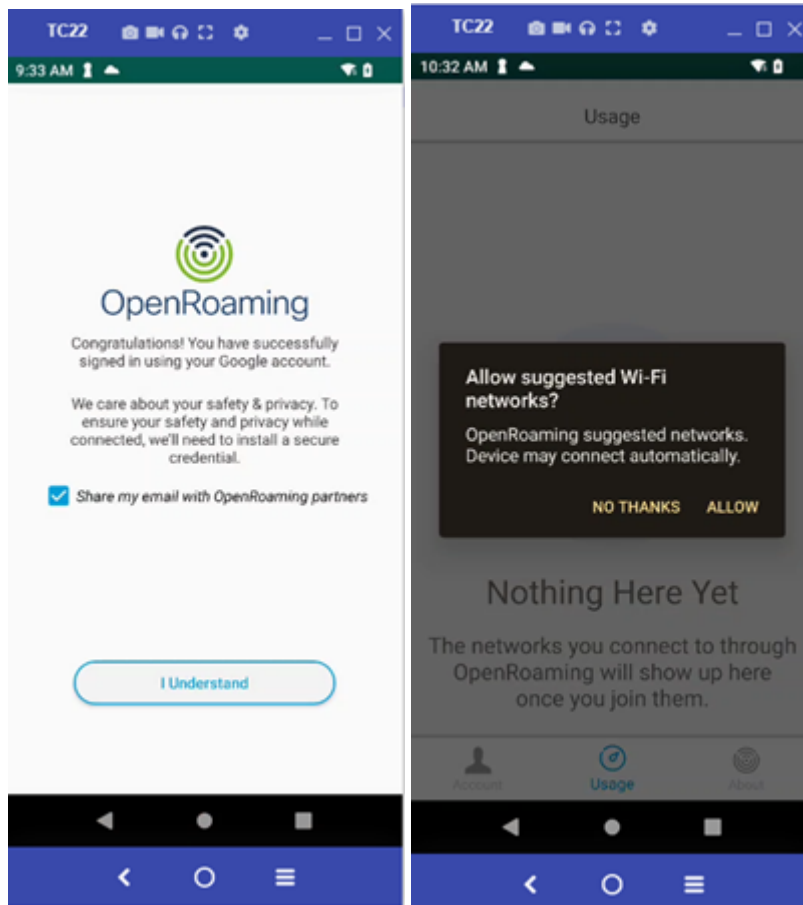 TC22
9:33 AM
OpenRoaming
Congratulations! You have successfully
signed in using your Google account.
We care about your safety & privacy. To
ensure your safety and privacy while
connected, we'll need to install a secure
credential.
Share my email with OpenRoaming partners
I Understand
TC22
10:32 AM
Usage
Allow suggested Wi-Fi
networks?
OpenRoaming suggested networks.
Device may connect automatically.
NO THANKS ALLOW
Nothing Here Yet
The networks you connect to through
OpenRoaming will show up here
once you join them.
Account Usage About